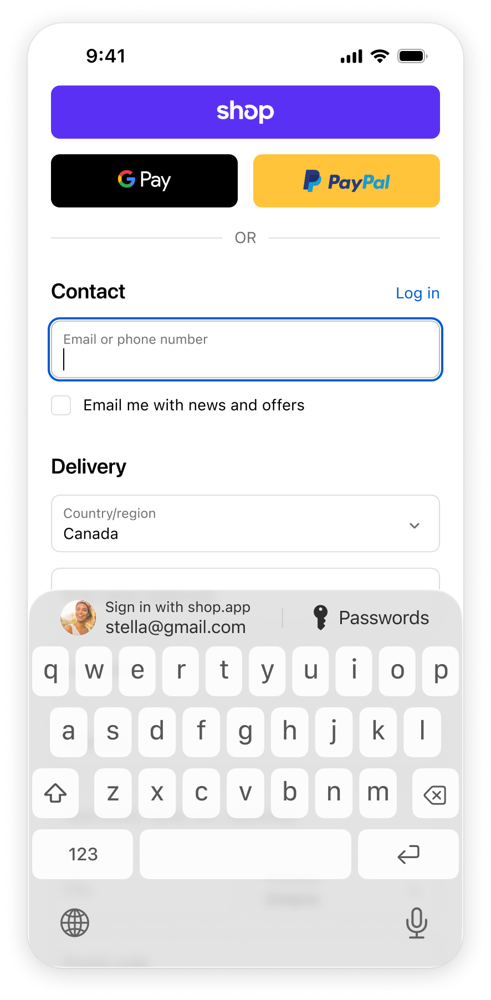 9:41
shop
G Pay
PayPal
OR
Contact
Log in
Email or phone number
Email me with news and offers
Delivery
Country/region
Canada
Sign in with shop.app
stella@gmail.com
Passwords
q w e r t y u i o p
a s d f g h j k l
z x c v b n m
123